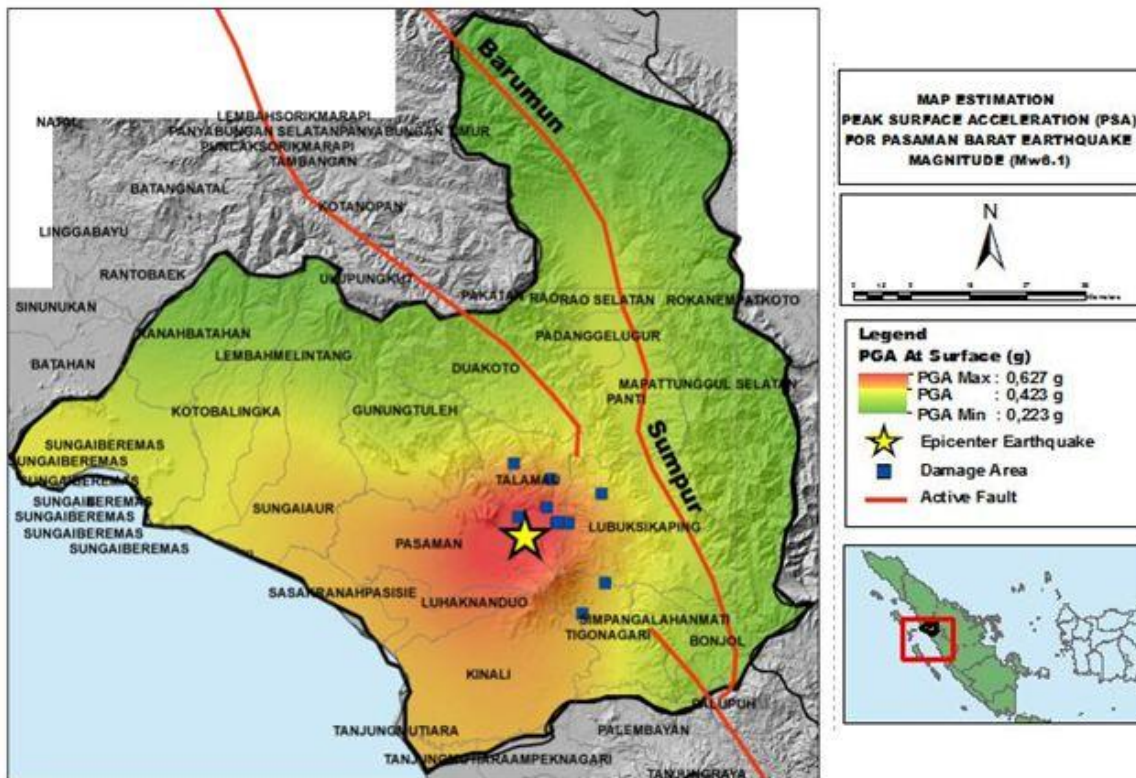 Barumun
NATAL
LEMBAHSORIKMARAPI
PANYABUNGAN SELATANPANYABUNGAN TIMUR
PUNCAKSORIKMARAPI
TAMBANGAN
BATANGNATAL
KOTANOPAN
LINGGABAYU
RANTOBAEK
ULUPUNGKUT
SINUNUKAN
RAO
RAO SELATAN
ROKANEMPATKOTO
RANAHBATAHAN
PADANGGELUGUR
BATAHAN
LEMBAHMELINTANG
DUAKOTO
MAPATTUNGGUL SELATAN
PANTI
KOTOBALINGKA
GUNUNGTULEH
Sumpur
SUNGAIBEREMAS
SUNGAIBEREMAS
SUNGAIBEREMAS
SUNGAIBEREMAS
SUNGAIBEREMAS
SUNGAIBEREMAS
SUNGAIBEREMAS
TALAMAU
SUNGAIAUR
LUBUKSIKAPING
PASAMAN
SASAKRANAHPASISIE
LUHAKNANDUO
SIMPANGALAHANMATI
TIGONAGARI
BONJOL
KINALI
PALUPUH
TANJUNGMUTIARA
PALEMBAYAN
TANJUNGRAYA
MAP ESTIMATION
PEAK SURFACE ACCELERATION (PSA)
FOR PASAMAN BARAT EARTHQUAKE
MAGNITUDE (Mw6.1)
N
Legend
PGA At Surface (g)
PGA Max : 0,627 g
PGA : 0,423 g
PGA Min : 0,223 g
Epicenter Earthquake
Damage Area
Active Fault